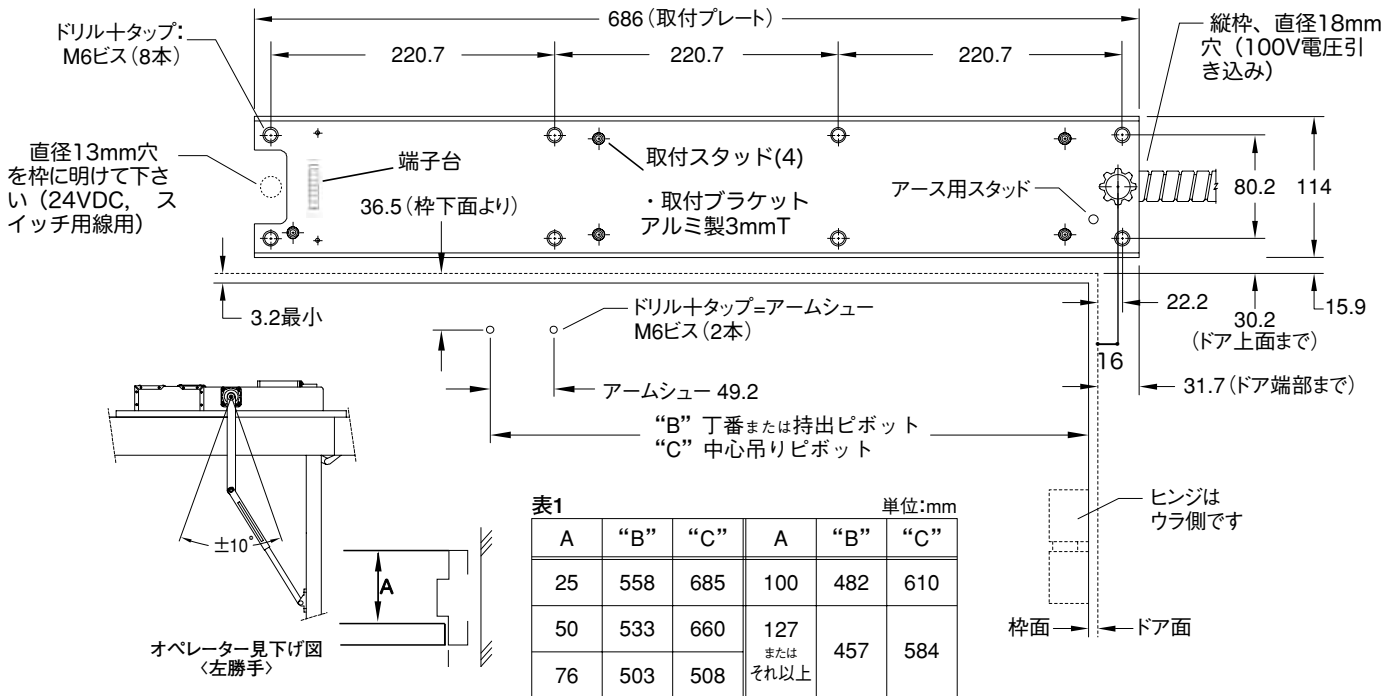 686（取付プレート）
ドリル＋タップ：
M6ビス（8本）
220.7
220.7
220.7
縦枠、直径18mm
穴（100V電圧引
き込み）
直径13mm穴
を枠に明けて下さ
い（24VDC, ス
イッチ用線用）
端子台
36.5（枠下面より）
取付スタッド(4)
・取付ブラケット
アルミ製3mmT
アース用スタッド
80.2
114
3.2最小
ドリル＋タップ=アームシュー
M6ビス（2本）
22.2
30.2
（ドア上面まで）
15.9
16
アームシュー 49.2
31.7（ドア端部まで）
“B” 丁番または持出ピボット
“C” 中心吊りピボット
±10°
A
オペレーター見下げ図
〈左勝手〉
ヒンジは
ウラ側です
枠面
ドア面
表1
単位：mm
A “B” “C” A “B” “C”
25 558 685 100 482 610
50 533 660 127 または それ以上 457 584
76 503 508